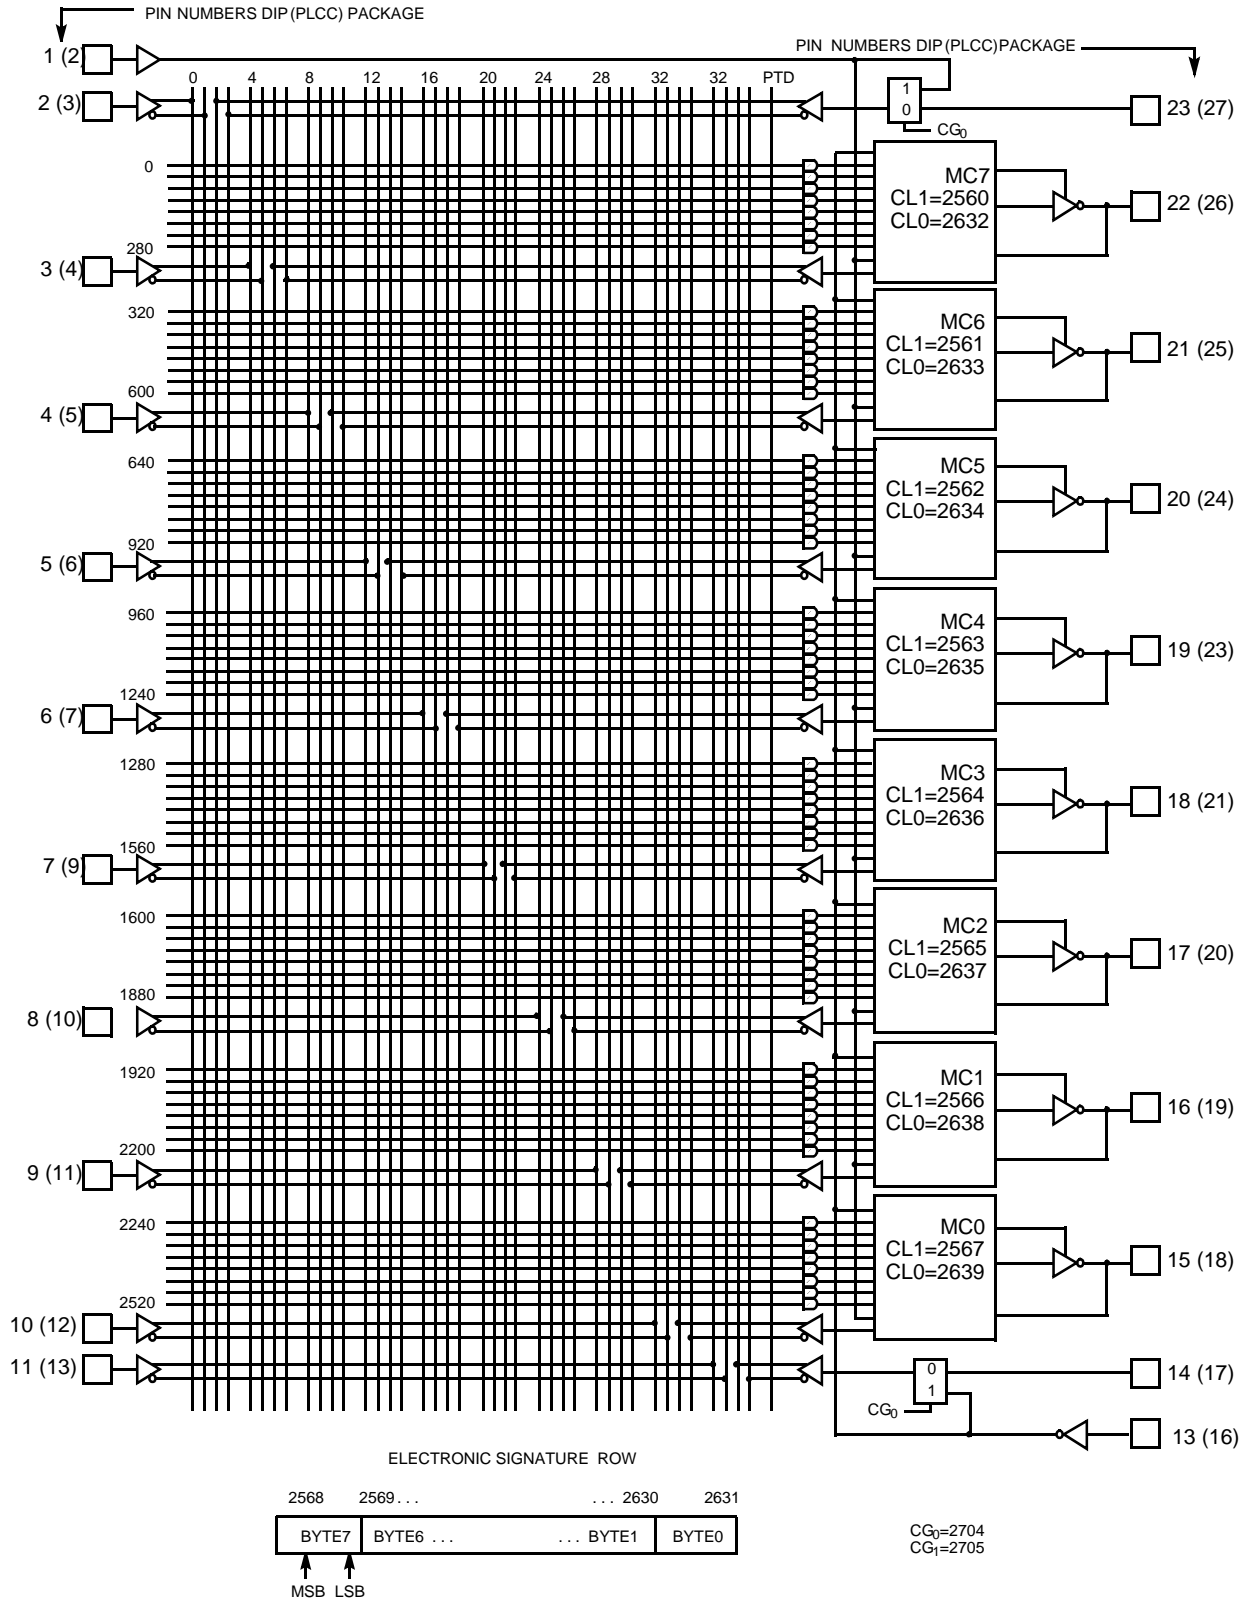 PIN NUMBERS DIP (PLCC) PACKAGE
1 (2)
PIN NUMBERS DIP (PLCC) PACKAGE
0 4 8 12 16 20 24 28 32 32 PTD
2 (3)
1
0
CG0
23 (27)
0
MC7
CL1=2560
CL0=2632
22 (26)
280
3 (4)
320
MC6
CL1=2561
CL0=2633
21 (25)
600
4 (5)
640
MC5
CL1=2562
CL0=2634
20 (24)
920
5 (6)
960
MC4
CL1=2563
CL0=2635
19 (23)
1240
6 (7)
1280
MC3
CL1=2564
CL0=2636
18 (21)
1560
7 (9)
1600
MC2
CL1=2565
CL0=2637
17 (20)
1880
8 (10)
1920
MC1
CL1=2566
CL0=2638
16 (19)
2200
9 (11)
2240
MC0
CL1=2567
CL0=2639
15 (18)
2520
10 (12)
11 (13)
0
1
CG0
14 (17)
13 (16)
ELECTRONIC SIGNATURE ROW
2568 2569 . . . . . . 2630 2631
BYTE7 BYTE6 . . . . . . BYTE1 BYTE0
MSB LSB
CG0=2704
CG1=2705